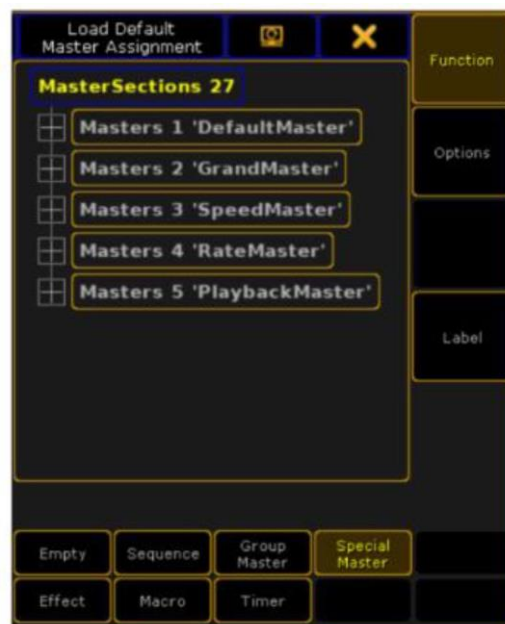 Load Default
Master Assignment
Function
MasterSections 27
Masters 1 'DefaultMaster'
Masters 2 'GrandMaster'
Masters 3 'SpeedMaster'
Masters 4 'RateMaster'
Masters 5 'PlaybackMaster'
Options
Label
Empty
Sequence
Group
Master
Special
Master
Effect
Macro
Timer